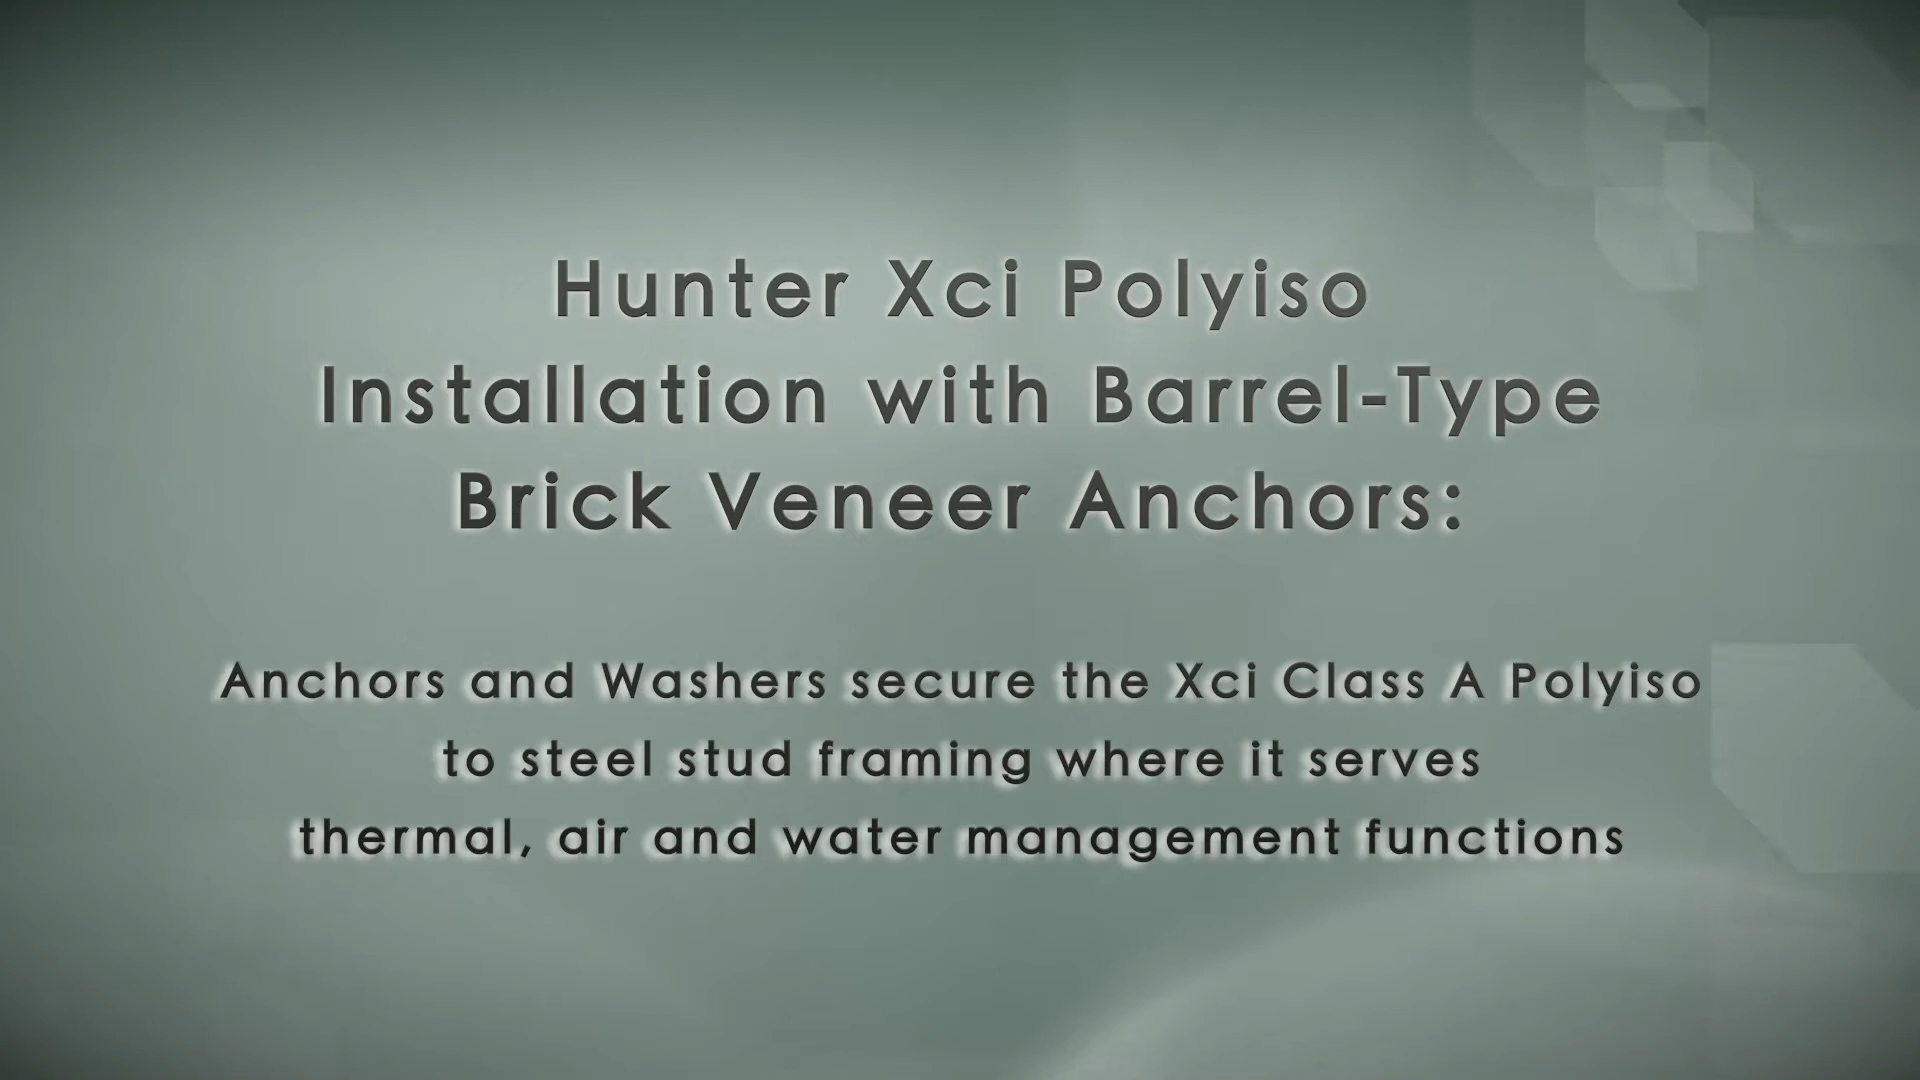 Hunter Xci Polyiso
Installation with Barrel-Type
Brick Veneer Anchors:
Anchors and Washers secure the Xci Class A Polyiso
to steel stud framing where it serves
thermal, air and water management functions